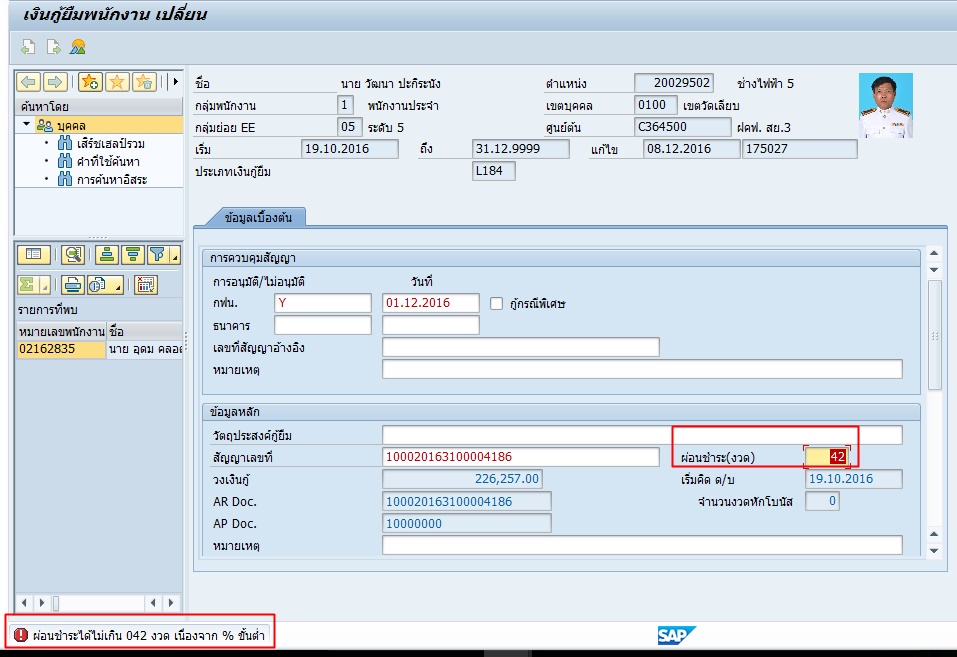 เงินกู้ยืมพนักงาน เปลี่ยน
ค้นหาโดย
บุคคล
เสิร์ชเฮลป์รวม
คำที่ใช้ค้นหา
การค้นหาอิสระ
รายการที่พบ
หมายเลขพนักงาน ชื่อ
02162835 นาย อุดม คลอด
ชื่อ นาย วัฒนา ปะกิระนัง ตำแหน่ง 20029502 ช่างไฟฟ้า 5
กลุ่มพนักงาน 1 พนักงานประจำ เขตบุคคล 0100 เขตวัดเลียบ
กลุ่มย่อย EE 05 ระดับ 5 ศูนย์ต้น C364500 ฝคฟ. สย.3
เริ่ม 19.10.2016 ถึง 31.12.9999 แก้ไข 08.12.2016 175027
ประเภทเงินกู้ยืม L184
ข้อมูลเบื้องต้น
การควบคุมสัญญา
การอนุมัติ/ไม่อนุมัติ วันที่
กฟน. Y 01.12.2016 กู้กรณีพิเศษ
ธนาคาร
เลขที่สัญญาอ้างอิง
หมายเหตุ
ข้อมูลหลัก
วัตถุประสงค์กู้ยืม
สัญญาเลขที่ 100020163100004186 ผ่อนชำระ(งวด) 42
วงเงินกู้ 226,257.00 เริ่มคิด ด/บ 19.10.2016
AR Doc. 100020163100004186 จำนวนงวดหักโบนัส 0
AP Doc. 10000000
หมายเหตุ
ผ่อนชำระได้ไม่เกิน 042 งวด เนื่องจาก % ขั้นต่ำ
SAP